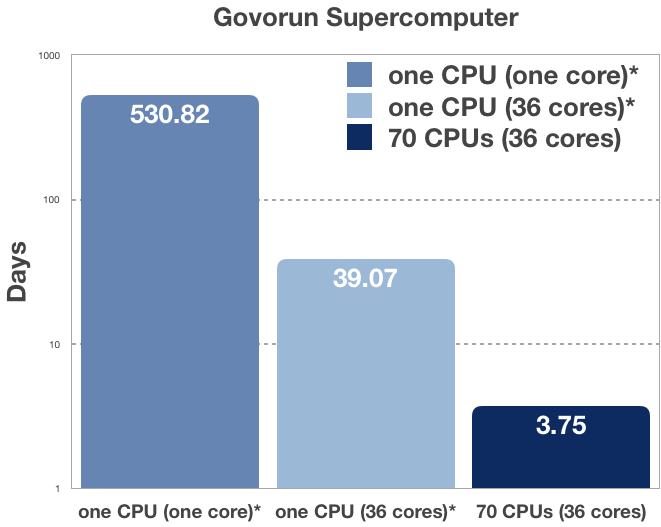 Govorun Supercomputer
1000
one CPU (one core)*
one CPU (36 cores)*
70 CPUs (36 cores)
530.82
100
Days
39.07
10
3.75
1
one CPU (one core)* one CPU (36 cores)* 70 CPUs (36 cores)